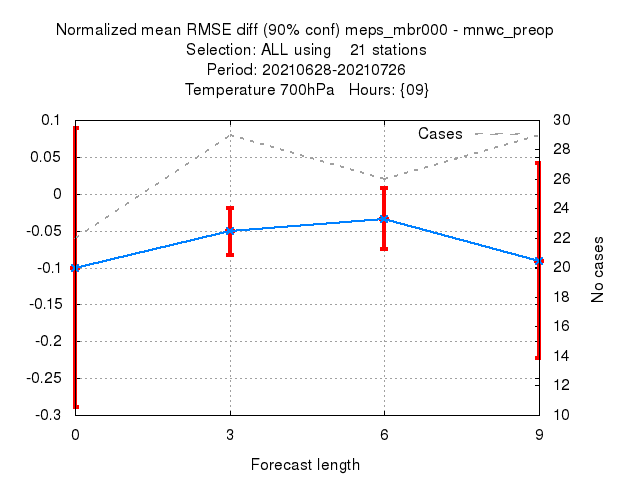 Normalized mean RMSE diff (90% conf) meps_mbr000 - mnwc_preop
Selection: ALL using 21 stations
Period: 20210628-20210726
Temperature 700hPa Hours: {09}
0.1 30
Cases
28
0.05
26
0
24
-0.05
22
-0.1 20
-0.15 18
16
-0.2
14
-0.25
12
-0.3 10
No cases
0 3 6 9
Forecast length